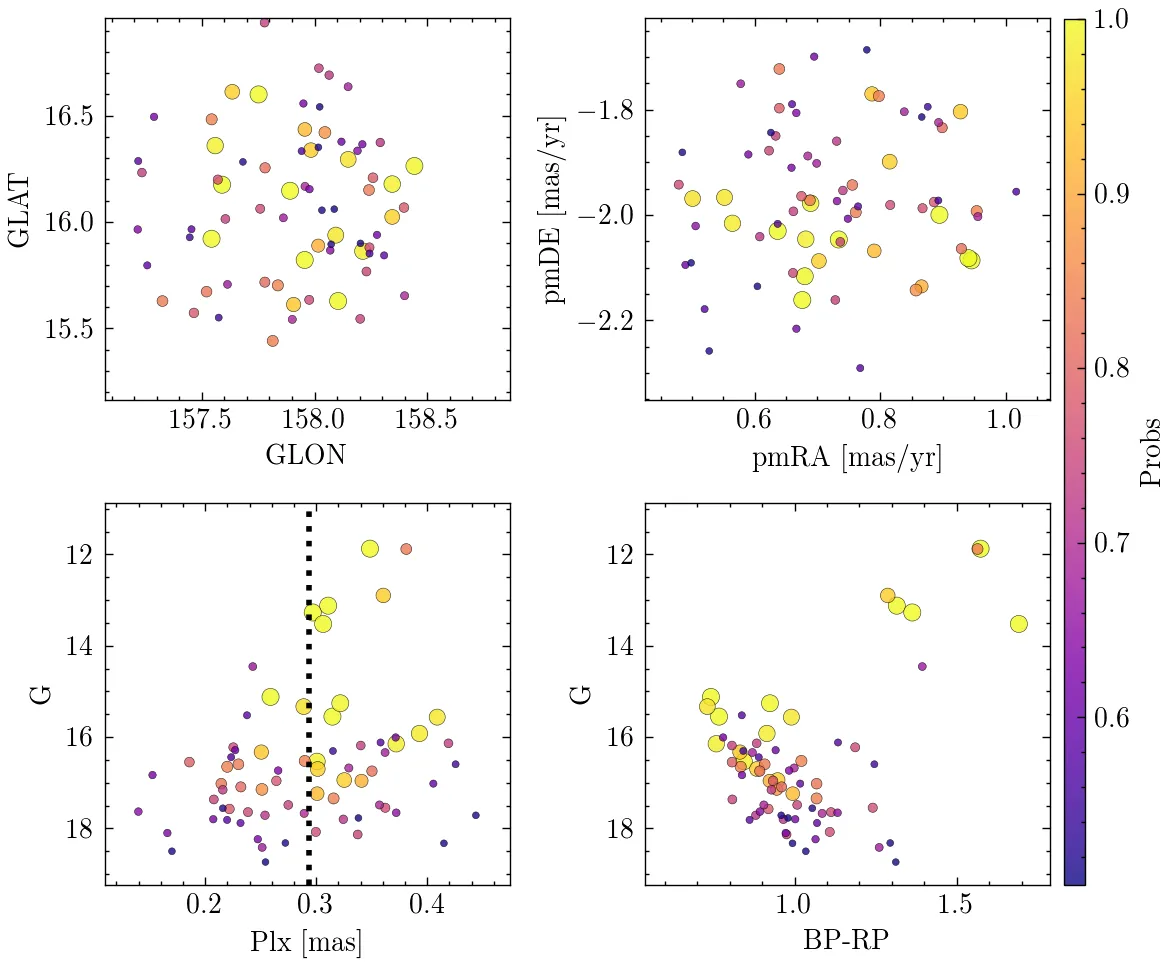 GLAT
16.5
16.0
15.5
157.5 158.0 158.5
GLON
pmDE [mas/yr]
−1.8
−2.0
−2.2
0.6 0.8 1.0
pmRA [mas/yr]
G
12
14
16
18
0.2 0.3 0.4
Plx [mas]
G
12
14
16
18
1.0 1.5
BP-RP
1.0
0.9
0.8
0.7
0.6
Probs